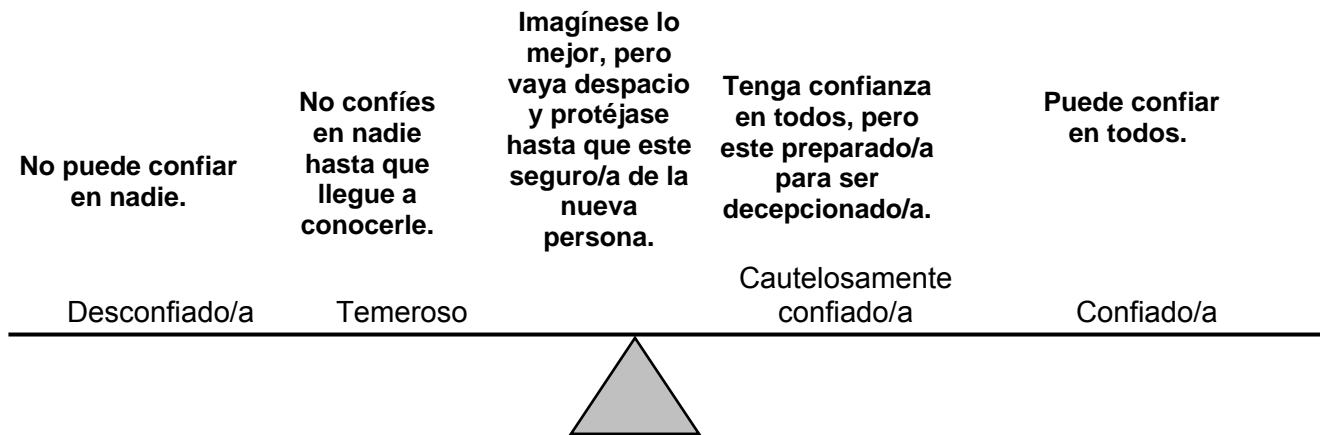 No puede confiar
en nadie.
No confíes
en nadie
hasta que
llegue a
conocerle.
Imagínese lo
mejor, pero
vaya despacio
y protéjase
hasta que este
seguro/a de la
nueva
persona.
Tenga confianza
en todos, pero
este preparado/a
para ser
decepcionado/a.
Puede confiar
en todos.
Desconfiado/a
Temeroso
Cautelosamente
confiado/a
Confiado/a